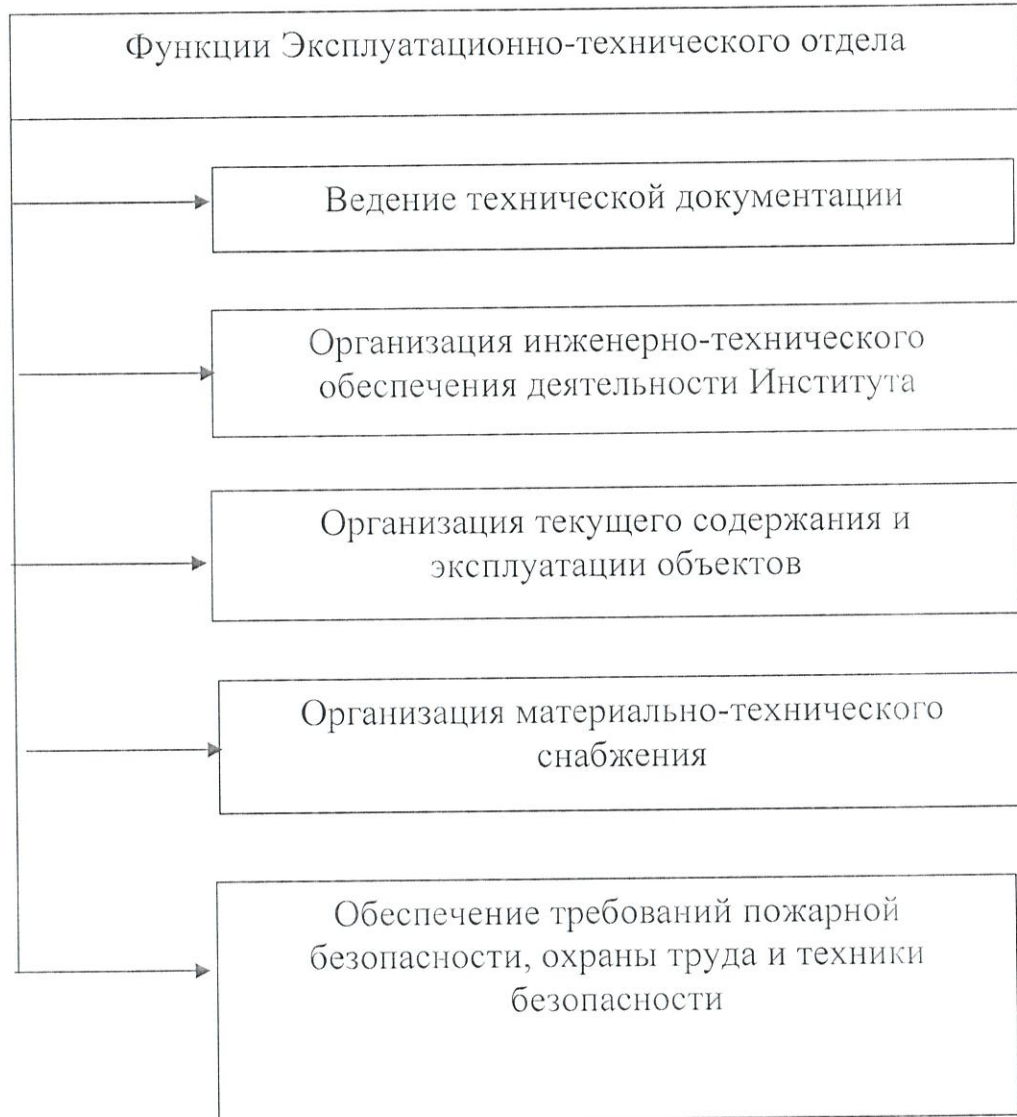 Функции Эксплуатационно-технического отдела
Ведение технической документации
Организация инженерно-технического
обеспечения деятельности Института
Организация текущего содержания и
эксплуатации объектов
Организация материально-технического
снабжения
Обеспечение требований пожарной
безопасности, охраны труда и техники
безопасности